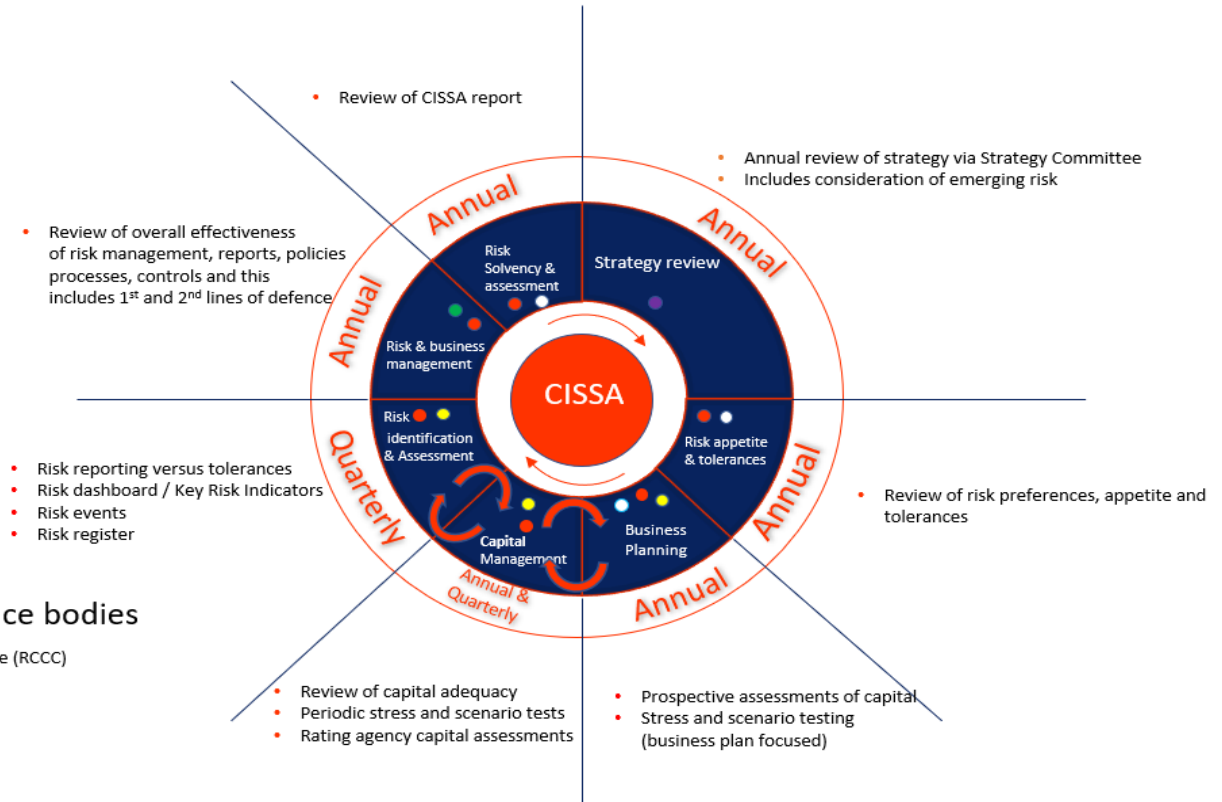 Review of CISSA report
Annual review of strategy via Strategy Committee
Includes consideration of emerging risk
Review of overall effectiveness
of risk management, reports, policies
processes, controls and this
includes 1st and 2nd lines of defence
Annual
Annual
Annual
Risk
Solvency &
assessment
Strategy review
Risk & business
management
CISSA
Risk
identification
& Assessment
Risk appetite
& tolerances
Quarterly
Annual
Risk reporting versus tolerances
Risk dashboard / Key Risk Indicators
Risk events
Risk register
Review of risk preferences, appetite and
tolerances
Capital
Management
Business
Planning
Annual &
Quarterly
Annual
ce bodies
e (RCCC)
Review of capital adequacy
Periodic stress and scenario tests
Rating agency capital assessments
Prospective assessments of capital
Stress and scenario testing
(business plan focused)